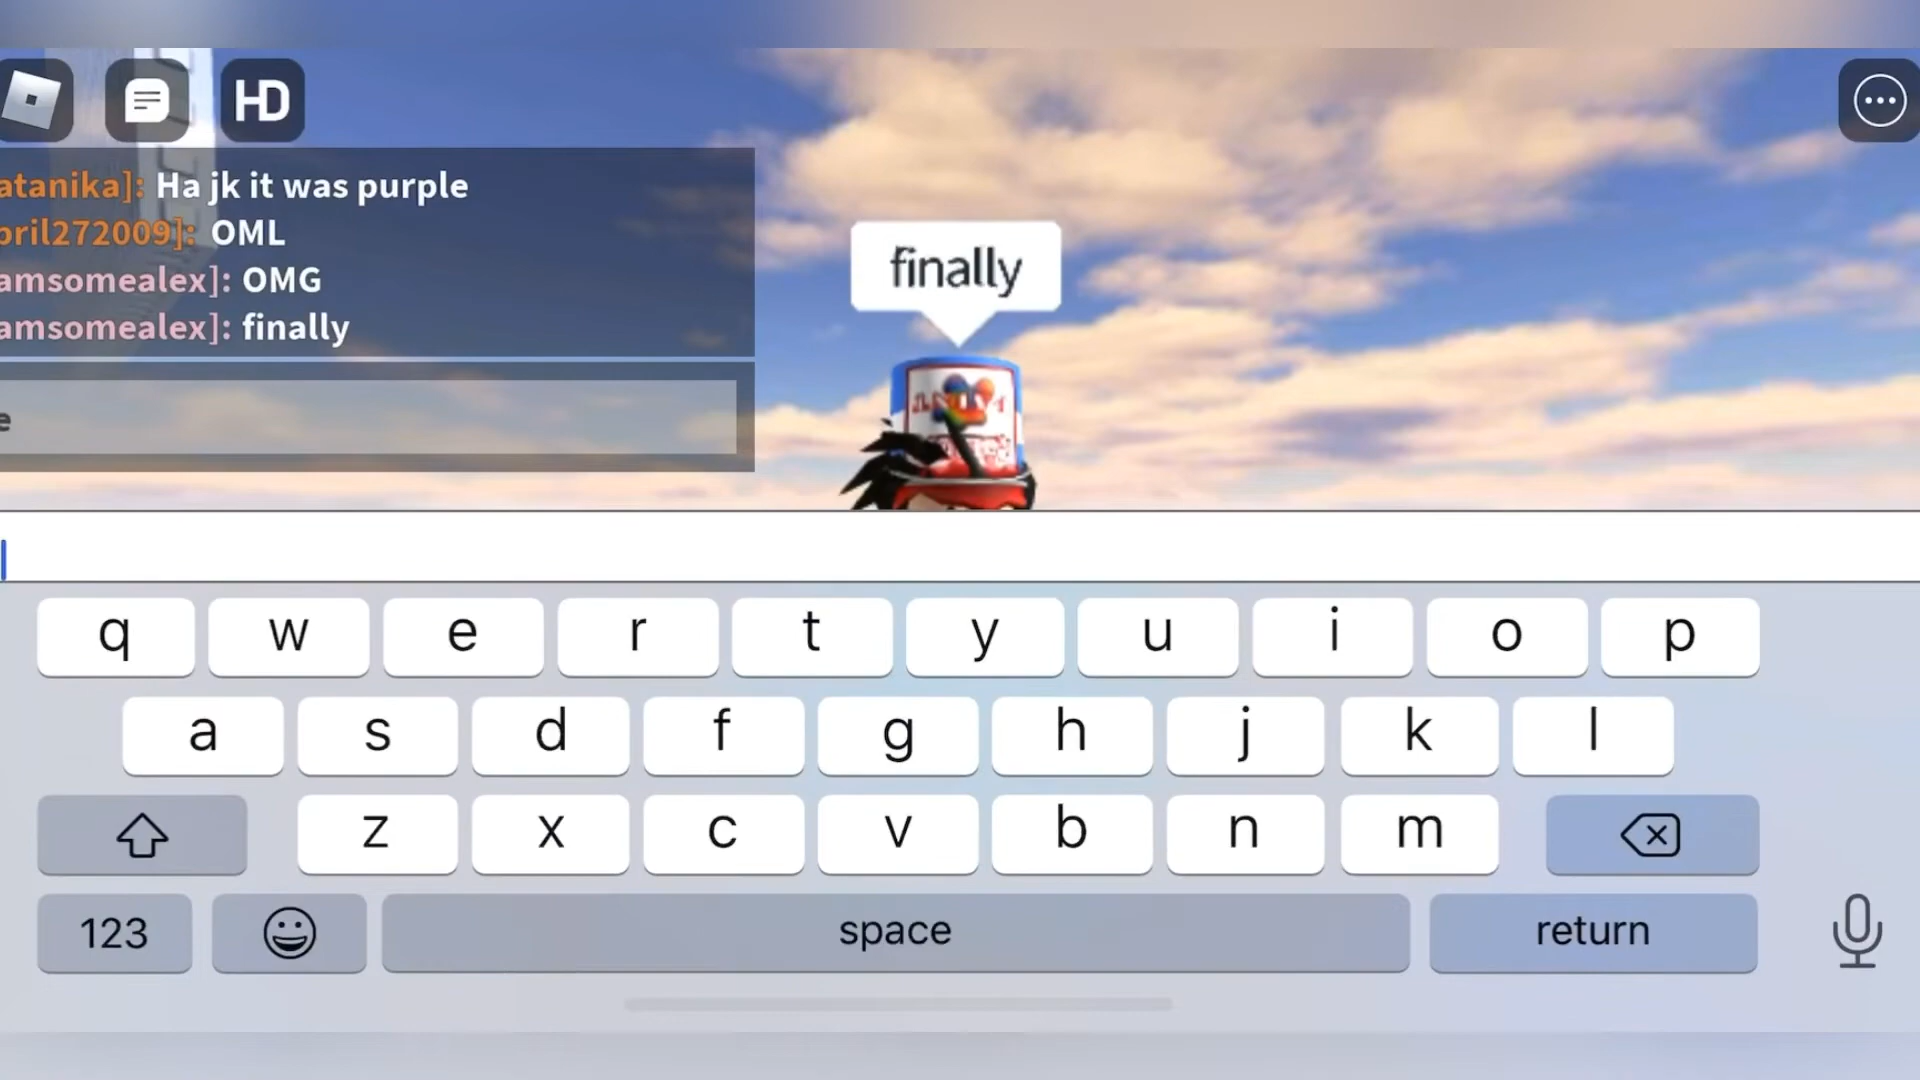 HD
atanika]: Ha jk it was purple
pril272009]: OML
amsomealex]: OMG
amsomealex]: finally
finally
e
q w e r t y u i o p
a s d f g h j k l
z x c v b n m
123 space return